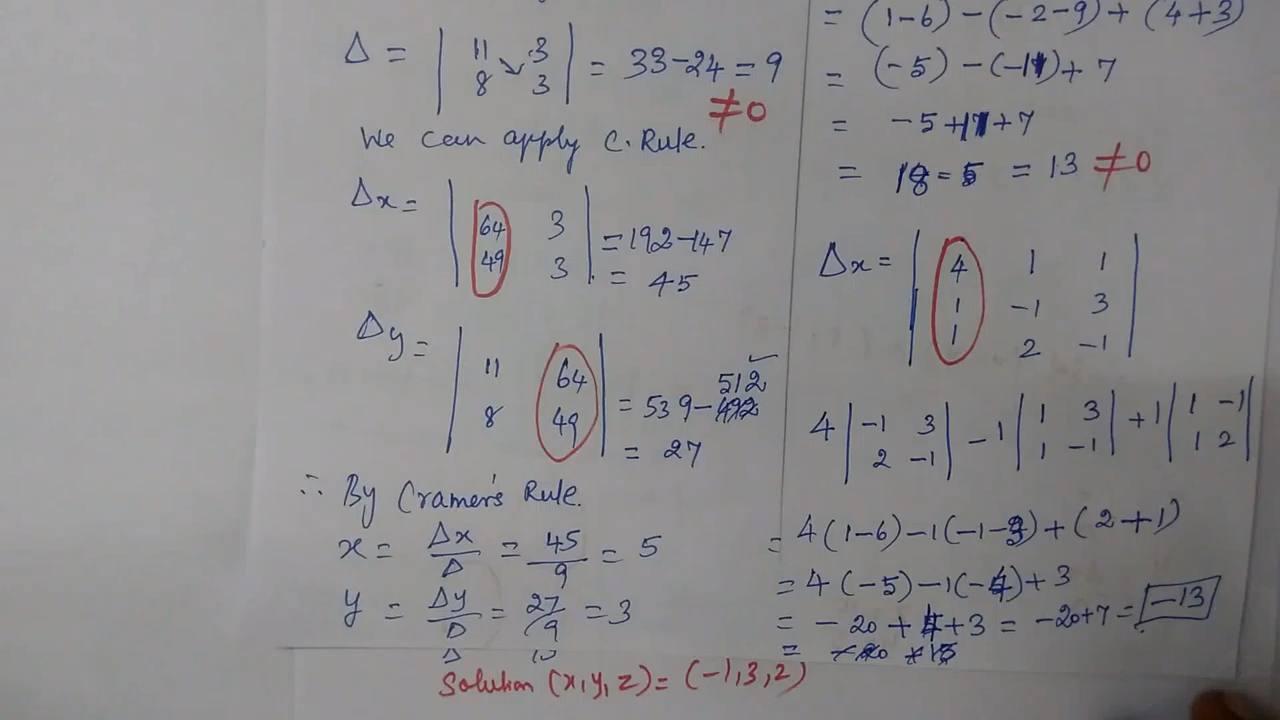 Δ = | 11 3 | = 33-24 = 9
8 3
≠0
We can apply C. Rule.
Δx = | 64 3 | = 192-147
49 3 = 45
Δy = | 11 64 | = 539-512
8 49 = 27
∴ By Cramer's Rule.
x = Δx/Δ = 45/9 = 5
y = Δy/Δ = 27/9 = 3
= (1-6) - (-2-9) + (4+3)
= (-5) - (-11) + 7
= -5+11+7
= 18-5 = 13 ≠0
Δx = | 4 1 1 |
1 -1 3
1 2 -1
4 | -1 3 | - 1 | 1 3 | + 1 | 1 -1 |
2 -1 1 -1 1 2
= 4(1-6) -1(-1-3) + (2+1)
= 4(-5) -1(-4) + 3
= -20 + 4 + 3 = -20+7 = -13
Solution (x,y,z) = (-1,3,2)